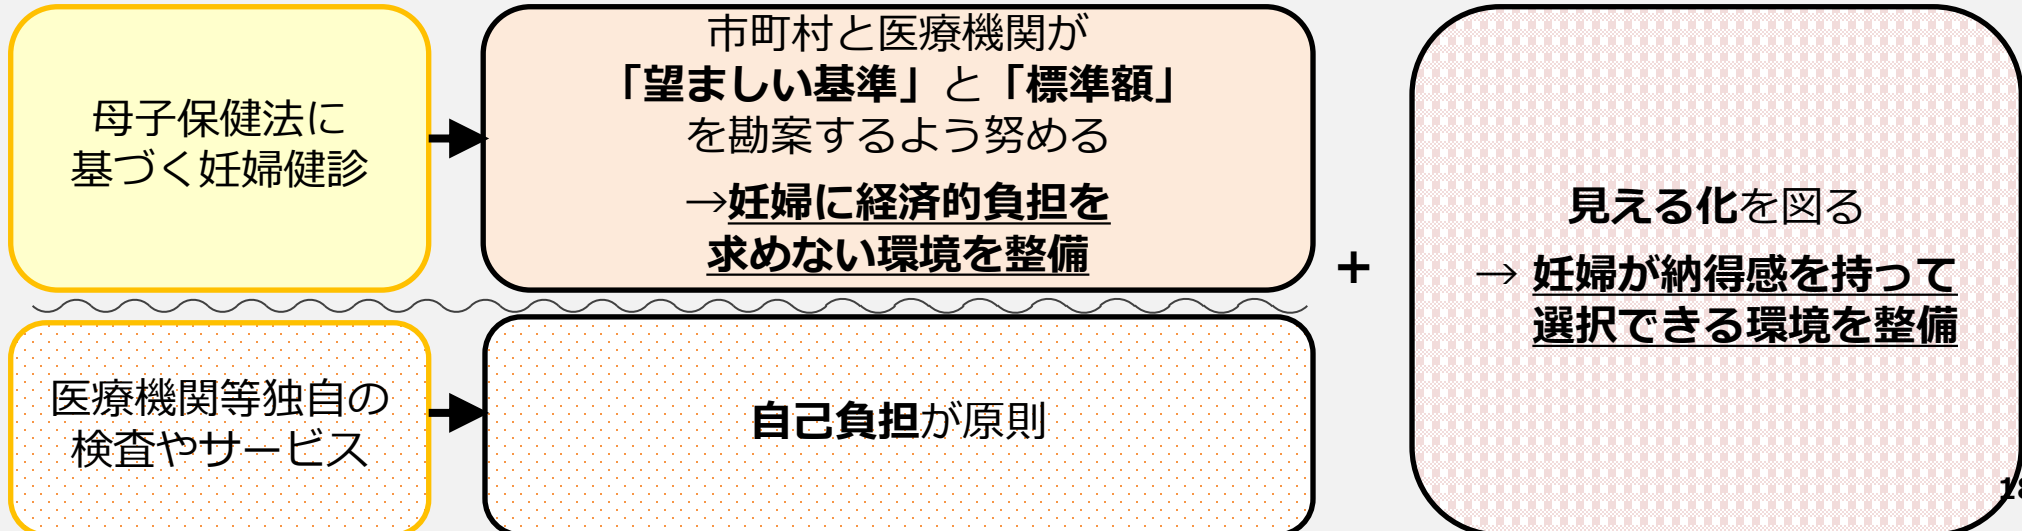 母子保健法に
基づく妊婦健診
市町村と医療機関が
「望ましい基準」と「標準額」
を勘案するよう努める
→妊婦に経済的負担を
求めない環境を整備
医療機関等独自の
検査やサービス
自己負担が原則
+
見える化を図る
→ 妊婦が納得感を持って
選択できる環境を整備